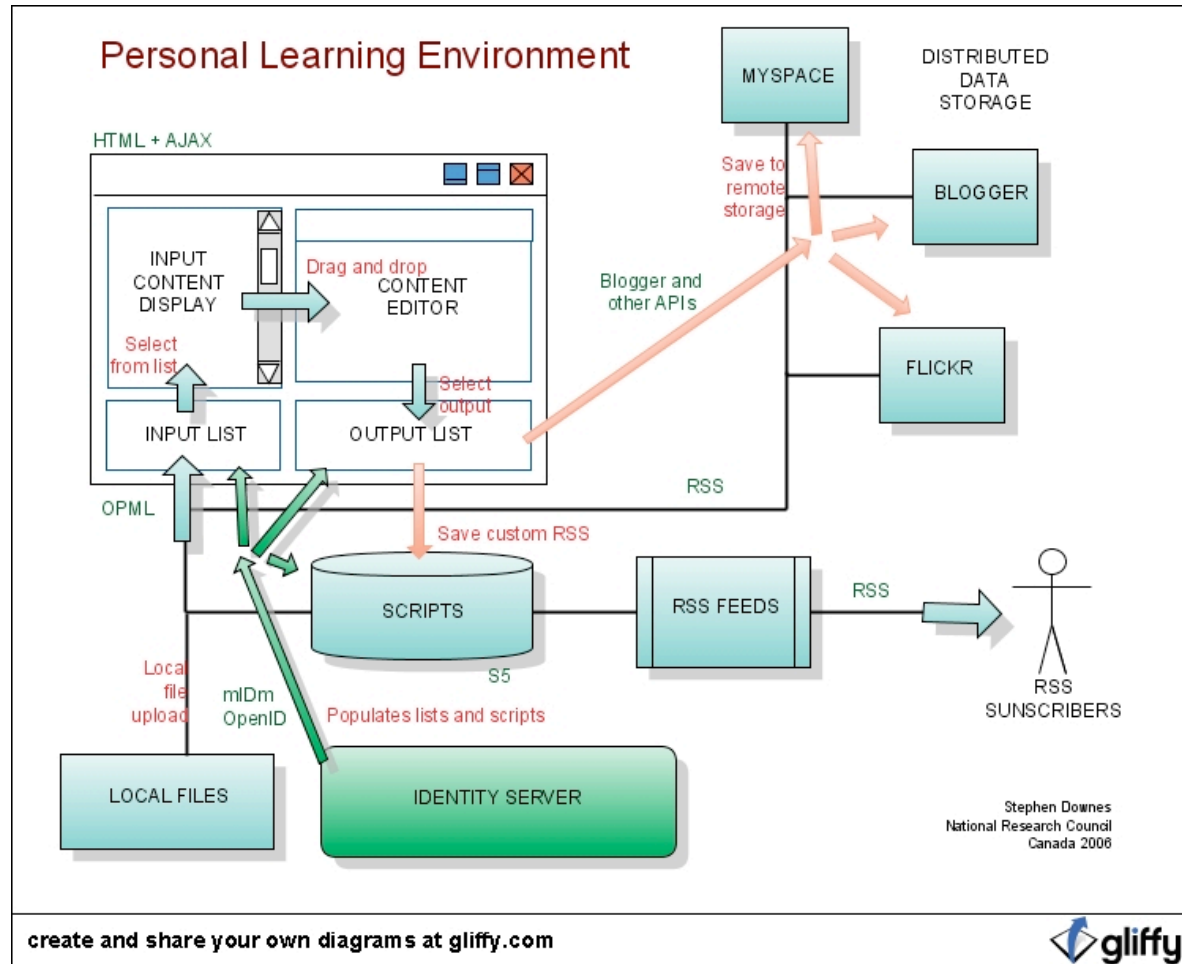 Personal Learning Environment
MYSPACE
DISTRIBUTED
DATA
STORAGE
HTML + AJAX
Save to
remote
storage
BLOGGER
INPUT
CONTENT
DISPLAY
Drag and drop
CONTENT
EDITOR
Blogger and
other APIs
Select
from list
FLICKR
Select
output
INPUT LIST
OUTPUT LIST
OPML
RSS
Save custom RSS
SCRIPTS
RSS FEEDS
RSS
S5
RSS
SUNSCRIBERS
Local
file
upload
mIDm
OpenID
Populates lists and scripts
LOCAL FILES
IDENTITY SERVER
Stephen Downes
National Research Council
Canada 2006
create and share your own diagrams at gliffy.com
gliffy